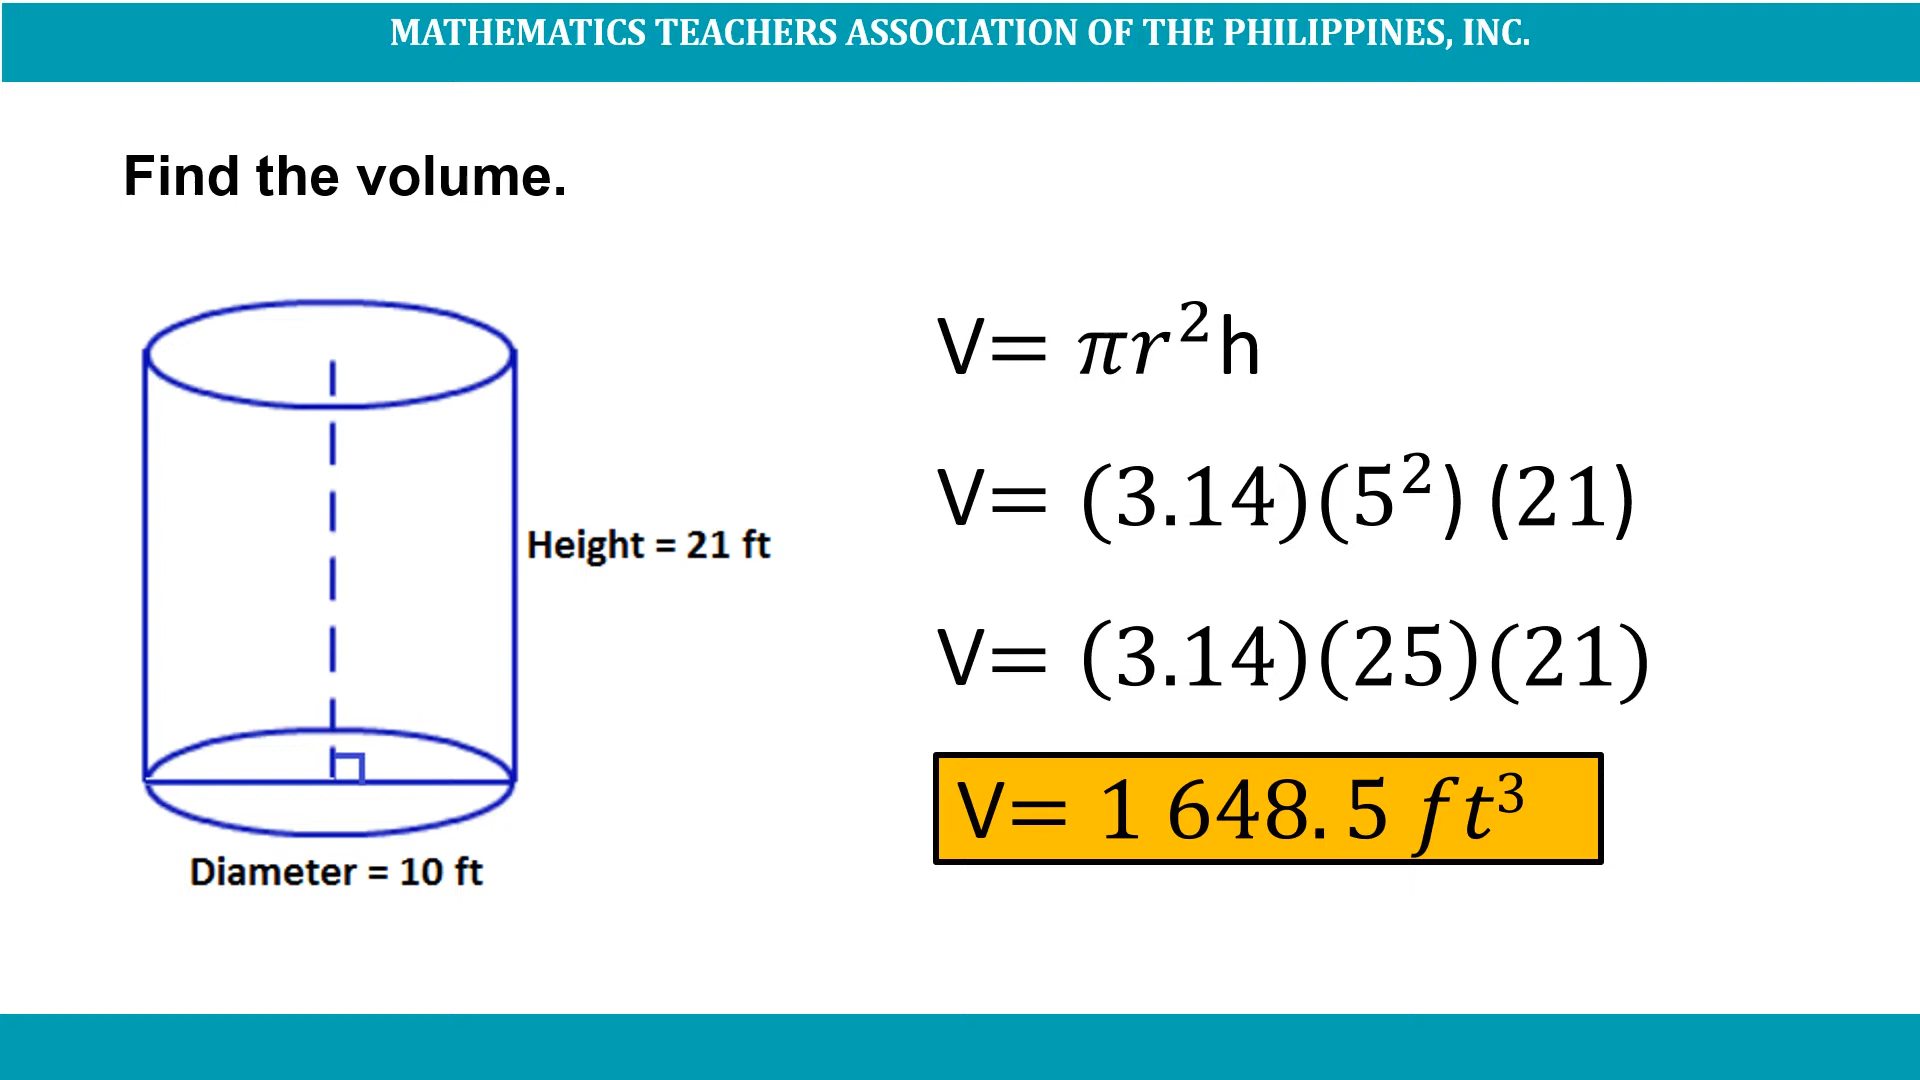 MATHEMATICS TEACHERS ASSOCIATION OF THE PHILIPPINES, INC.
Find the volume.
Height = 21 ft
Diameter = 10 ft
V= 𝜋𝑟²h
V= (3.14)(5²) (21)
V= (3.14)(25)(21)
V= 1 648. 5 𝑓𝑡³